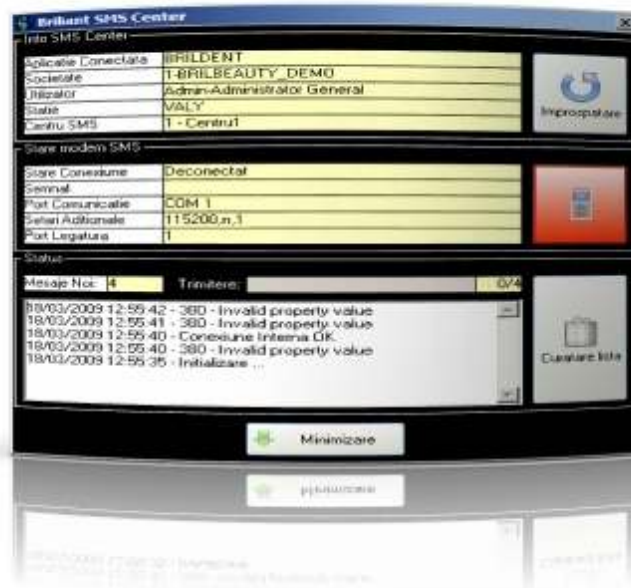 Briliant SMS Center
Info SMS Center
Aplicatie Conectata BRILDENT
Societate 1-BRILBEAUTY_DEMO
Utilizator Admin-Administrator General
Statie VALY
Centru SMS 1 - Centru1
Improspatare
Stare modem SMS
Stare Conexiune Deconectat
Semnal
Port Comunicatie COM 1
Setari Aditionale 115200,n,1
Port Legatura 1
Status
Mesaje Noi: 4 Trimitere: 0/4
18/03/2009 12:55:42 - 380 - Invalid property value
18/03/2009 12:55:41 - 380 - Invalid property value
18/03/2009 12:55:40 - Conexiune Interna OK
18/03/2009 12:55:40 - 380 - Invalid property value
18/03/2009 12:55:35 - Initializare ...
Curatare lista
Minimizare